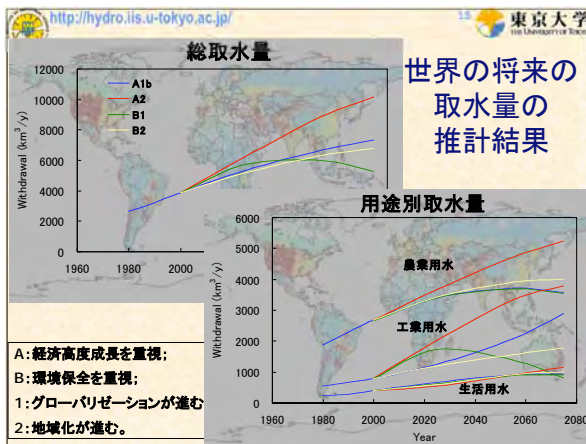 http://hydro.iis.u-tokyo.ac.jp/
15
東京大学
THE UNIVERSITY OF TOKYO
総取水量
世界の将来の
取水量の
推計結果
Withdrawal (km³/y)
12000
10000
8000
6000
4000
2000
0
A1b
A2
B1
B2
1960
1980
2000
用途別取水量
Withdrawal (km³/y)
6000
5000
4000
3000
2000
1000
0
農業用水
工業用水
生活用水
1960 1980 2000 2020 2040 2060 2080
Year
A:経済高度成長を重視;
B:環境保全を重視;
1:グローバリゼーションが進む
2:地域化が進む。